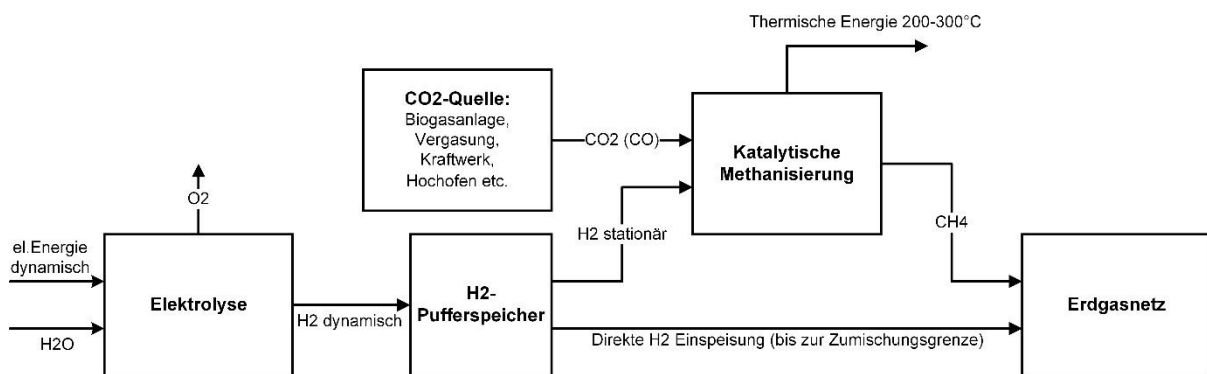 Thermische Energie 200-300°C
CO2-Quelle:
Biogasanlage,
Vergasung,
Kraftwerk,
Hochofen etc.
CO2 (CO)
Katalytische
Methanisierung
O2
H2 stationär
CH4
el.Energie
dynamisch
H2O
Elektrolyse
H2 dynamisch
H2-
Pufferspeicher
Direkte H2 Einspeisung (bis zur Zumischungsgrenze)
Erdgasnetz